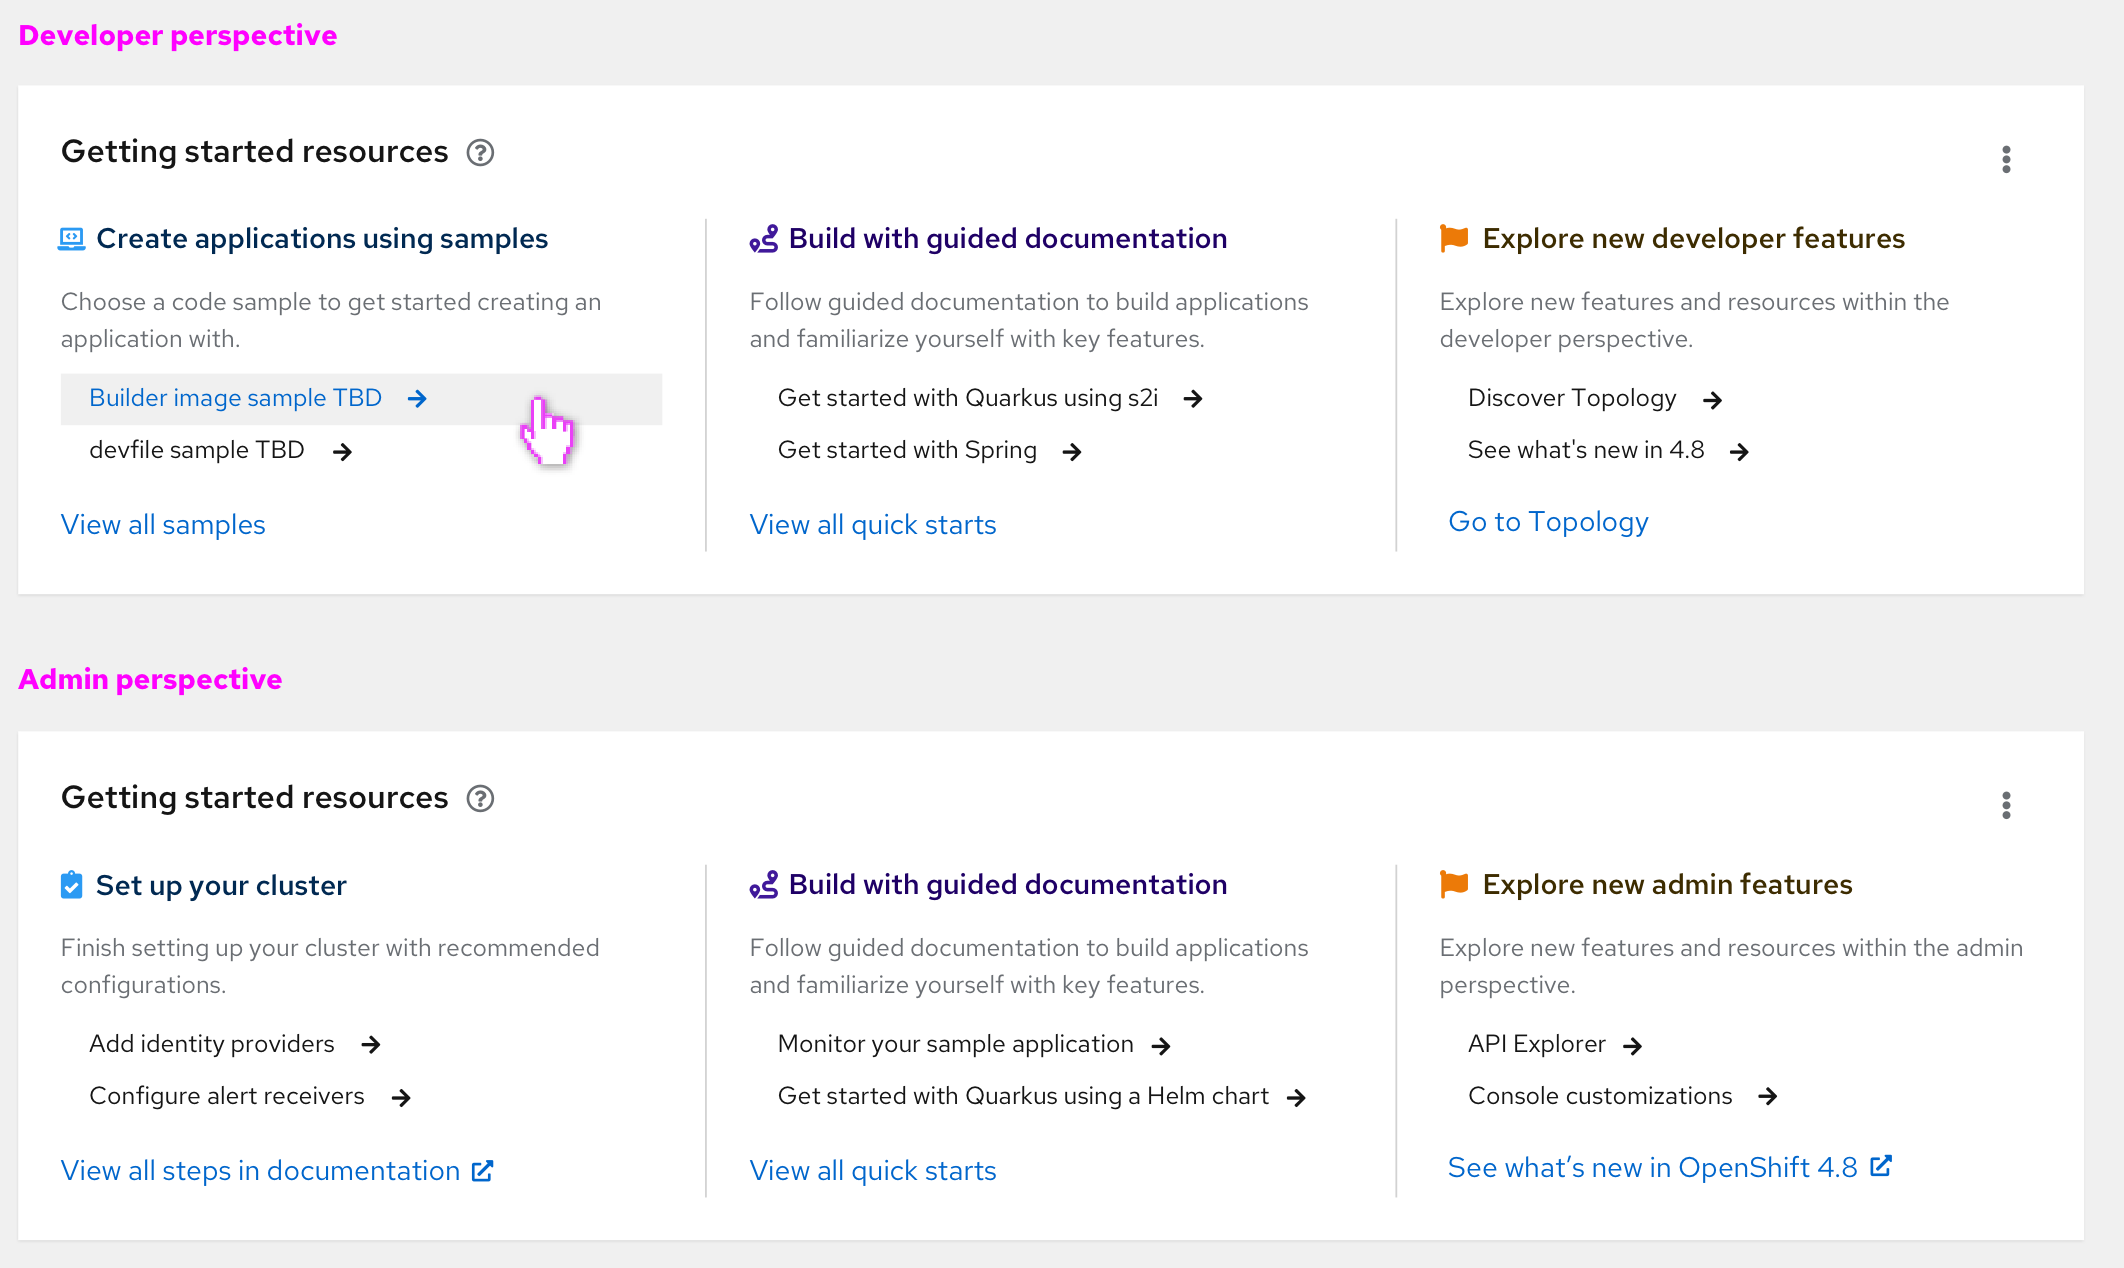 Developer perspective
Getting started resources
Create applications using samples
Choose a code sample to get started creating an
application with.
Builder image sample TBD
devfile sample TBD
View all samples
Build with guided documentation
Follow guided documentation to build applications
and familiarize yourself with key features.
Get started with Quarkus using s2i
Get started with Spring
View all quick starts
Explore new developer features
Explore new features and resources within the
developer perspective.
Discover Topology
See what's new in 4.8
Go to Topology
Admin perspective
Getting started resources
Set up your cluster
Finish setting up your cluster with recommended
configurations.
Add identity providers
Configure alert receivers
View all steps in documentation
Build with guided documentation
Follow guided documentation to build applications
and familiarize yourself with key features.
Monitor your sample application
Get started with Quarkus using a Helm chart
View all quick starts
Explore new admin features
Explore new features and resources within the admin
perspective.
API Explorer
Console customizations
See what’s new in OpenShift 4.8